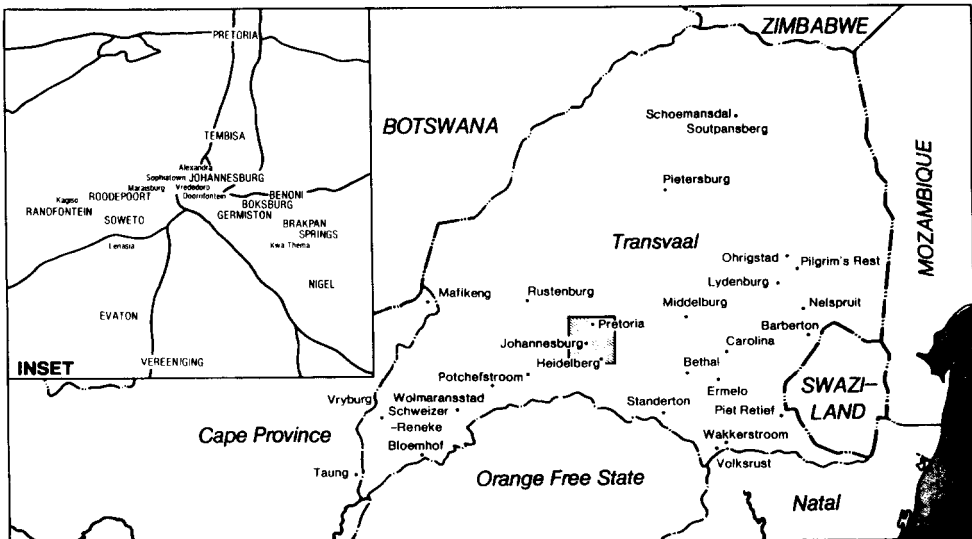 PRETORIA
TEMBISA
Alexandra
Sophiatown
JOHANNESBURG
Maraisburg
Vrededorp
Doornfontein
BENONI
Kagiso
ROODEPOORT
BOKSBURG
RANDFONTEIN
SOWETO
GERMISTON
BRAKPAN
SPRINGS
Lenasia
Kwa Thema
NIGEL
EVATON
VEREENIGING
INSET
ZIMBABWE
BOTSWANA
MOZAMBIQUE
Schoemansdal
Soutpansberg
Pietersburg
Transvaal
Ohrigstad
Pilgrim's Rest
Lydenburg
Mafikeng
Rustenburg
Middelburg
Nelspruit
Pretoria
Barberton
Johannesburg
Carolina
Heidelberg
Bethal
Potchefstroom
Ermelo
SWAZI-
LAND
Vryburg
Wolmaransstad
Schweizer
-Reneke
Standerton
Piet Retief
Cape Province
Bloemhof
Wakkerstroom
Volksrust
Taung
Orange Free State
Natal